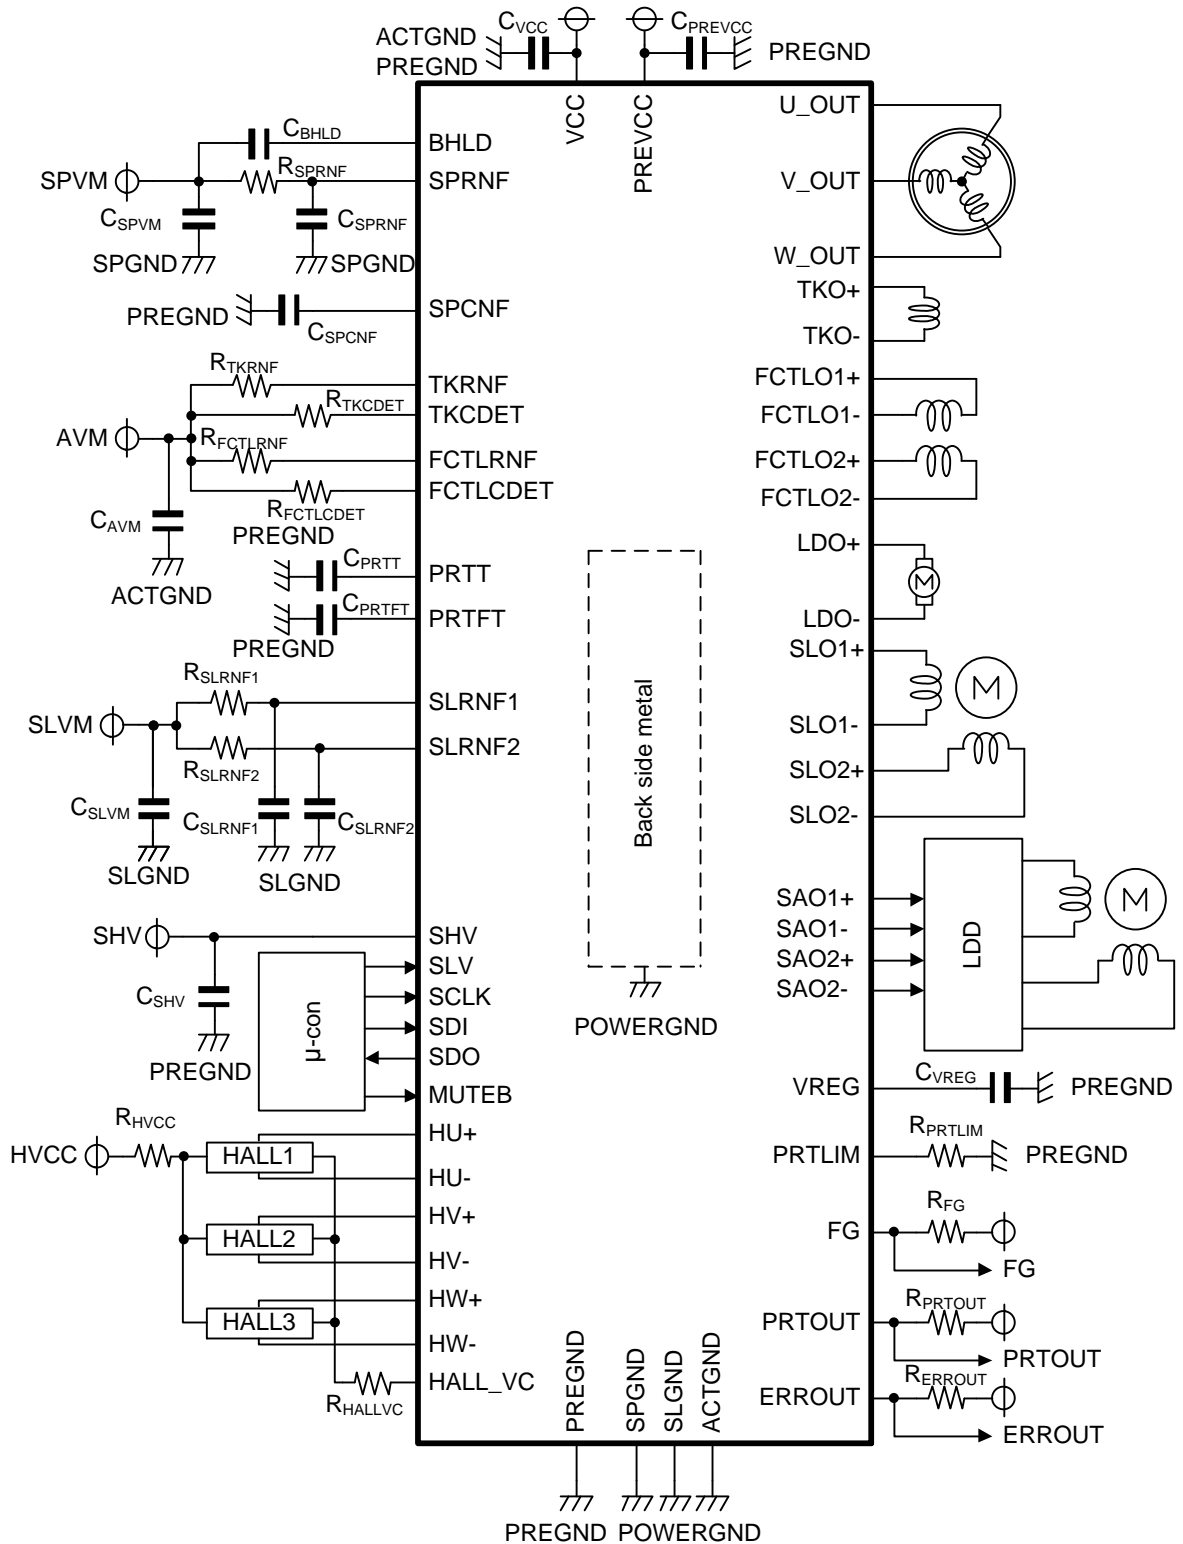 ACTGND
PREGND
CVCC
CPREVCC
PREGND
VCC
PREVCC
CBHLD
BHLD
SPVM
RSPRNF
SPRNF
CSPVM
CSPRNF
SPGND
SPGND
PREGND
CSPCNF
SPCNF
RTKRNF
TKRNF
RTKCDET
TKCDET
AVM
RFCTLRNF
FCTLRNF
FCTLCDET
RFCTLCDET
CAVM
ACTGND
PREGND
CPRTT
PRTT
CPRTFT
PRTFT
PREGND
RSLRNF1
SLRNF1
SLVM
SLRNF2
RSLRNF2
CSLVM
CSLRNF1
CSLRNF2
SLGND
SLGND
SHV
SHV
CSHV
PREGND
μ-con
SLV
SCLK
SDI
SDO
MUTEB
RHVCC
HVCC
HALL1
HALL2
HALL3
HU+
HU-
HV+
HV-
HW+
HW-
HALL_VC
RHALLVC
Back side metal
POWERGND
U_OUT
V_OUT
W_OUT
TKO+
TKO-
FCTLO1+
FCTLO1-
FCTLO2+
FCTLO2-
LDO+
M
LDO-
SLO1+
M
SLO1-
SLO2+
SLO2-
SAO1+
SAO1-
SAO2+
SAO2-
LDD
M
VREG
CVREG
PREGND
PRTLIM
RPRTLIM
PREGND
FG
RFG
FG
PRTOUT
RPRTOUT
PRTOUT
ERROUT
RERROUT
ERROUT
PREGND
SPGND
SLGND
ACTGND
PREGND
POWERGND